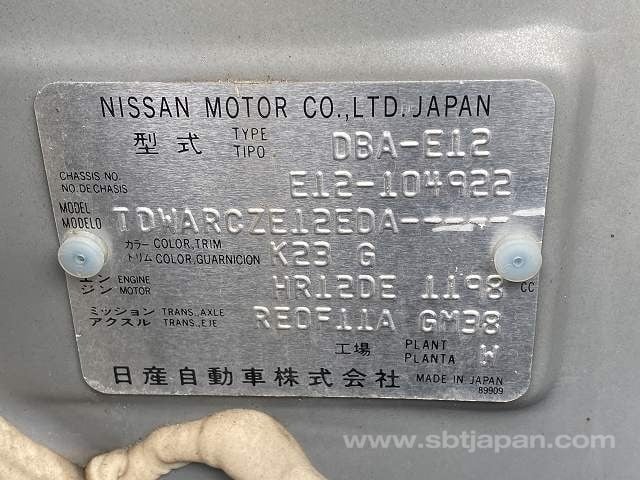 NISSAN MOTOR CO., LTD. JAPAN
型式 TYPE TIPO DBA-E12
CHASSIS NO. NO.DECHASIS E12-104922
MODEL MODELO TDWARCZE12EDA-----
カラー COLOR, TRIM トリム COLOR, GUARNICION K23 G
エンジン ENGINE MOTOR HR12DE 1198 CC
ミッション TRANS., AXLE アクスル TRANS., EJE RE0F11A GM38
工場 PLANT PLANTA W
日産自動車株式会社 MADE IN JAPAN
89909
www.sbtjapan.com